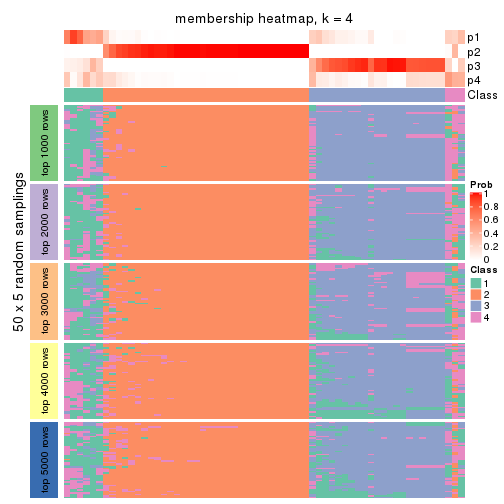 membership heatmap, k = 4
p1
p2
p3
p4
Class
50 x 5 random samplings
top 1000 rows
top 2000 rows
top 3000 rows
top 4000 rows
top 5000 rows
Prob
1
0.8
0.6
0.4
0.2
0
Class
1
2
3
4